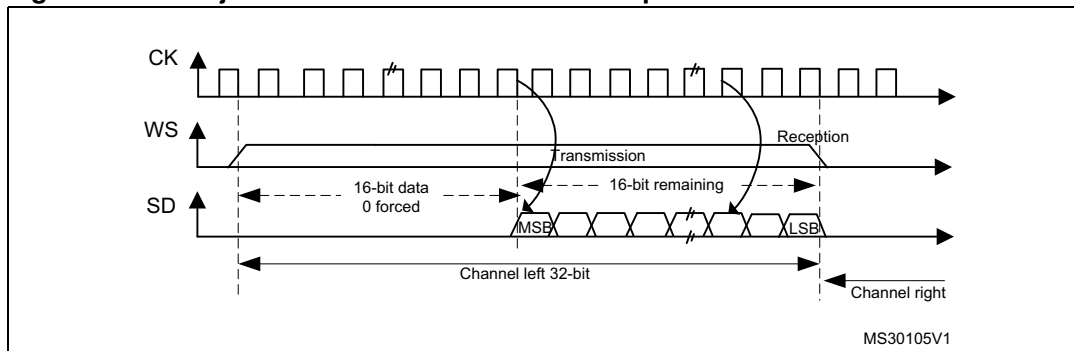 CK
WS
Reception
Transmission
16-bit data
0 forced
16-bit remaining
SD
MSB
LSB
Channel left 32-bit
Channel right
MS30105V1